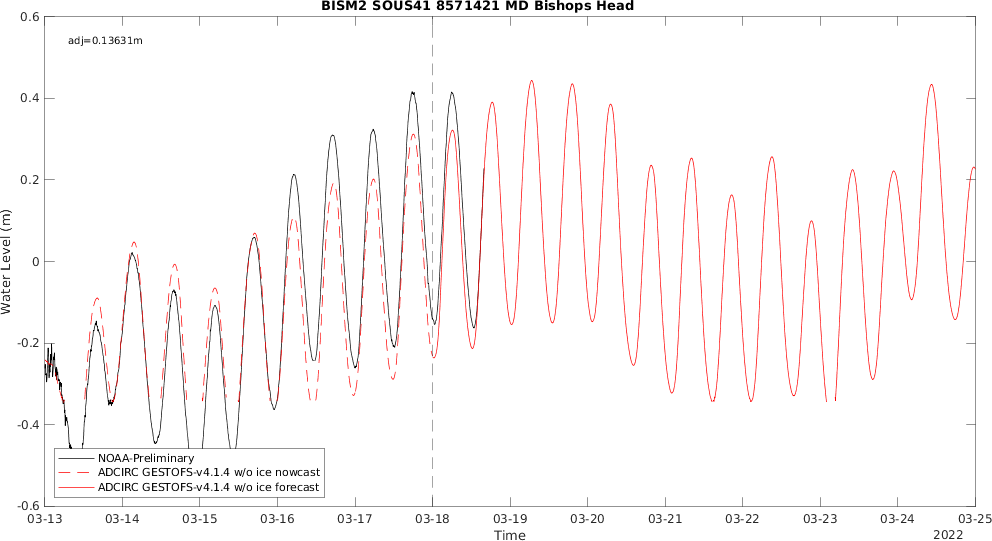 BISM2 SOUS41 8571421 MD Bishops Head
adj=0.13631m
0.6
0.4
0.2
0
-0.2
-0.4
-0.6
Water Level (m)
NOAA-Preliminary
ADCIRC GESTOFS-v4.1.4 w/o ice nowcast
ADCIRC GESTOFS-v4.1.4 w/o ice forecast
03-13 03-14 03-15 03-16 03-17 03-18 03-19 03-20 03-21 03-22 03-23 03-24 03-25
Time
2022